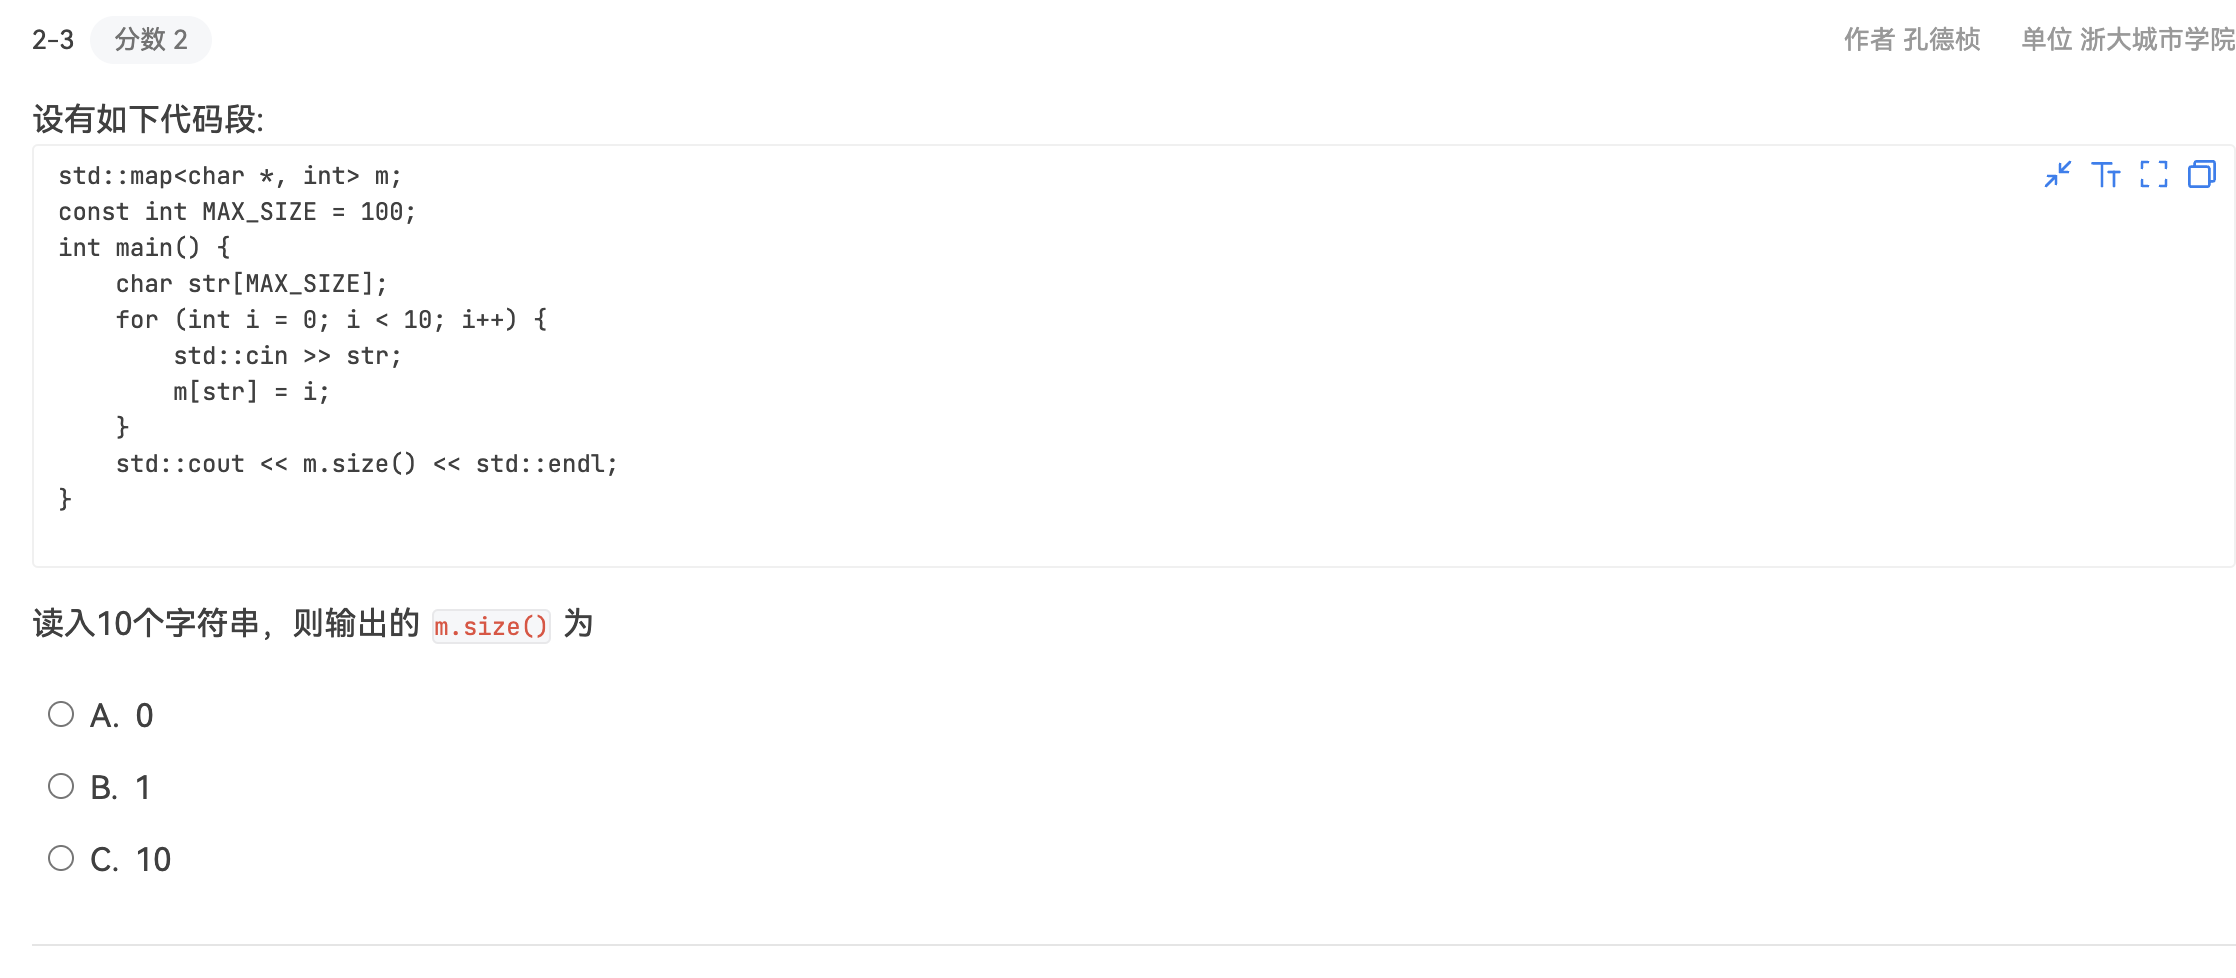 2-3 分数 2 作者 孔德桢 单位 浙大城市学院
设有如下代码段:
std::map<char *, int> m;
const int MAX_SIZE = 100;
int main() {
    char str[MAX_SIZE];
    for (int i = 0; i < 10; i++) {
        std::cin >> str;
        m[str] = i;
    }
    std::cout << m.size() << std::endl;
}
读入10个字符串，则输出的 m.size() 为
A. 0
B. 1
C. 10